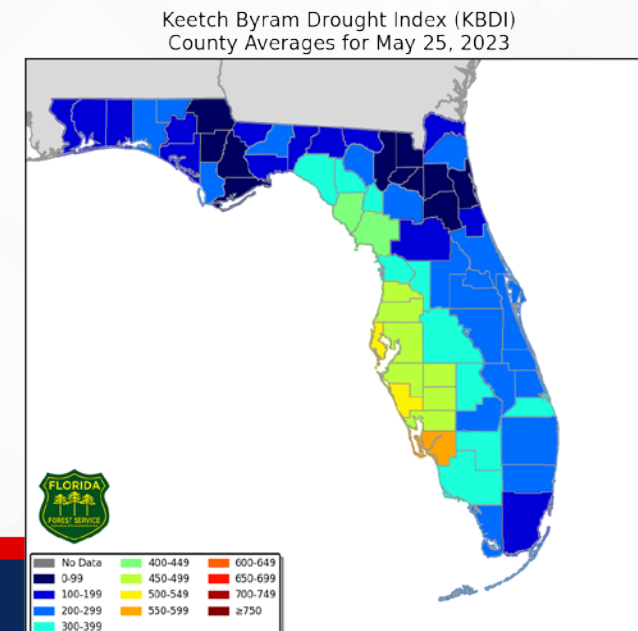 Keetch Byram Drought Index (KBDI)
County Averages for May 25, 2023
FLORIDA
FOREST SERVICE
No Data
0-99
100-199
200-299
300-399
400-449
450-499
500-549
550-599
600-649
650-699
700-749
≥750